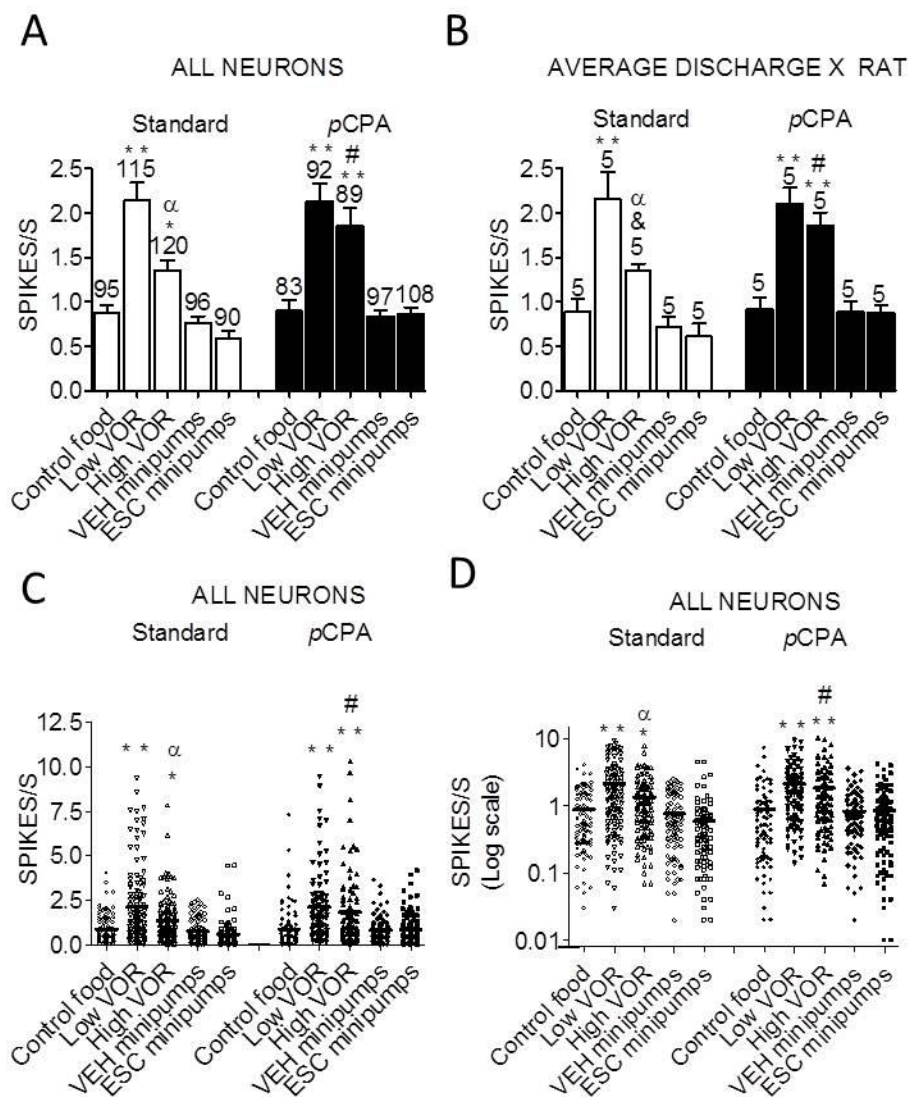 A
ALL NEURONS
Standard
pCPA
SPIKES/S
2.5
2.0
1.5
1.0
0.5
0.0
95
* *
115
α
*
120
96
90
83
* *
92
#
* *
89
97
108
Control food
Low VOR
High VOR
VEH minipumps
ESC minipumps
Control food
Low VOR
High VOR
VEH minipumps
ESC minipumps
B
AVERAGE DISCHARGE X RAT
Standard
pCPA
SPIKES/S
2.5
2.0
1.5
1.0
0.5
0.0
5
* *
5
α
&
5
5
5
5
* *
5
#
* *
5
5
5
Control food
Low VOR
High VOR
VEH minipumps
ESC minipumps
Control food
Low VOR
High VOR
VEH minipumps
ESC minipumps
C
ALL NEURONS
Standard
pCPA
SPIKES/S
12.5
10.0
7.5
5.0
2.5
0.0
* *
α
*
* *
#
* *
Control food
Low VOR
High VOR
VEH minipumps
ESC minipumps
Control food
Low VOR
High VOR
VEH minipumps
ESC minipumps
D
ALL NEURONS
Standard
pCPA
SPIKES/S
(Log scale)
10
1
0.1
0.01
* *
α
*
* *
#
* *
Control food
Low VOR
High VOR
VEH minipumps
ESC minipumps
Control food
Low VOR
High VOR
VEH minipumps
ESC minipumps